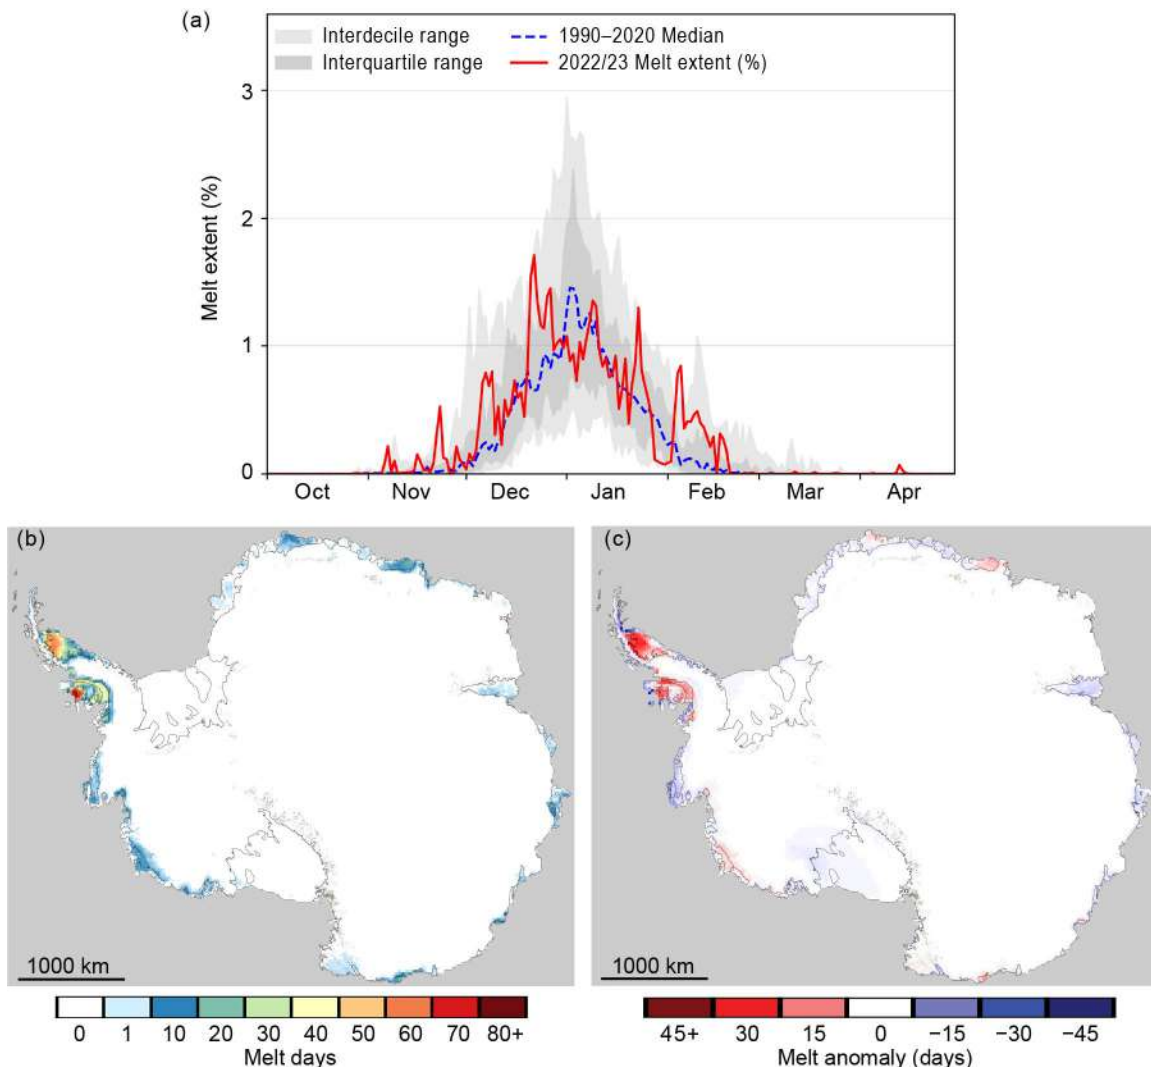 (a)
Interdecile range
1990–2020 Median
Interquartile range
2022/23 Melt extent (%)
Melt extent (%)
3
2
1
0
Oct Nov Dec Jan Feb Mar Apr
(b)
(c)
1000 km
1000 km
0 1 10 20 30 40 50 60 70 80+
Melt days
45+ 30 15 0 −15 −30 −45
Melt anomaly (days)